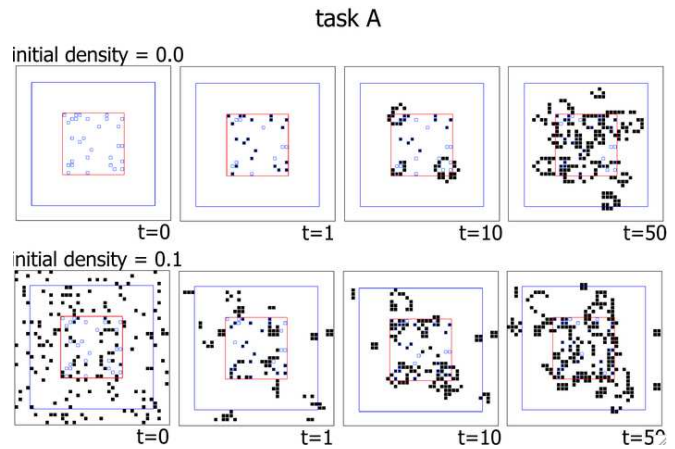 task A
initial density = 0.0
t=0 t=1 t=10 t=50
initial density = 0.1
t=0 t=1 t=10